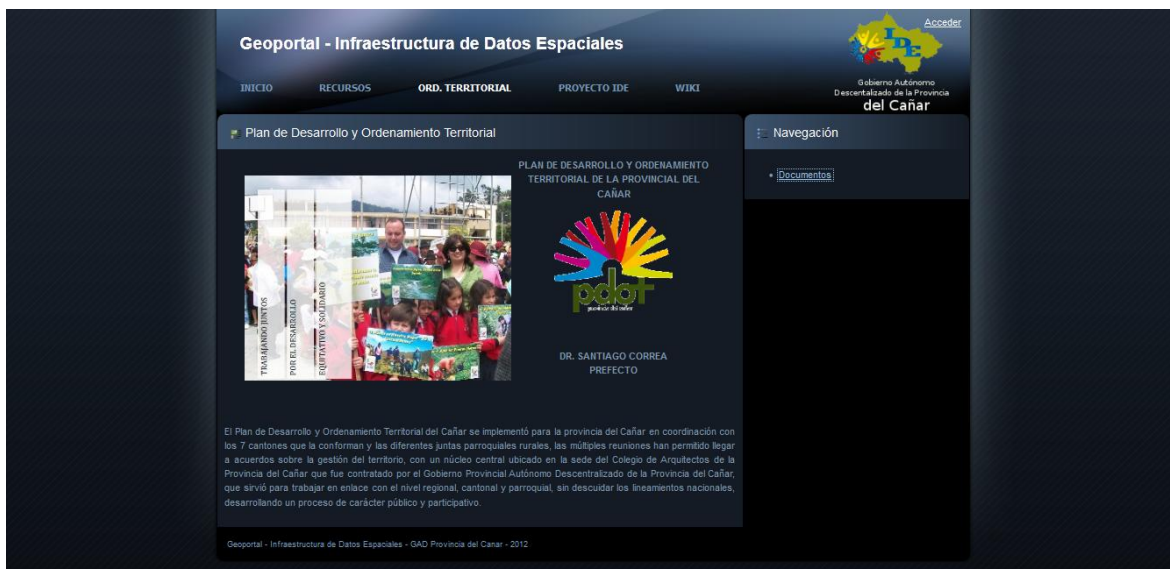 Acceder
Geoportal - Infraestructura de Datos Espaciales
IDE
Gobierno Autónomo
Descentalizado de la Provincia
del Cañar
INICIO RECURSOS ORD. TERRITORIAL PROYECTO IDE WIKI
Plan de Desarrollo y Ordenamiento Territorial
Navegación
Documentos
TRABAJANDO JUNTOS
POR EL DESARROLLO
EQUITATIVO Y SOLIDARIO
PLAN DE DESARROLLO Y ORDENAMIENTO
TERRITORIAL DE LA PROVINCIAL DEL
CAÑAR
pdot
provincia del cañar
DR. SANTIAGO CORREA
PREFECTO
El Plan de Desarrollo y Ordenamiento Territorial del Cañar se implementó para la provincia del Cañar en coordinación con
los 7 cantones que la conforman y las diferentes juntas parroquiales rurales, las múltiples reuniones han permitido llegar
a acuerdos sobre la gestión del territorio, con un núcleo central ubicado en la sede del Colegio de Arquitectos de la
Provincia del Cañar que fue contratado por el Gobierno Provincial Autónomo Descentralizado de la Provincia del Cañar,
que sirvió para trabajar en enlace con el nivel regional, cantonal y parroquial, sin descuidar los lineamientos nacionales,
desarrollando un proceso de carácter público y participativo.
Geoportal - Infraestructura de Datos Espaciales - GAD Provincia del Canar - 2012